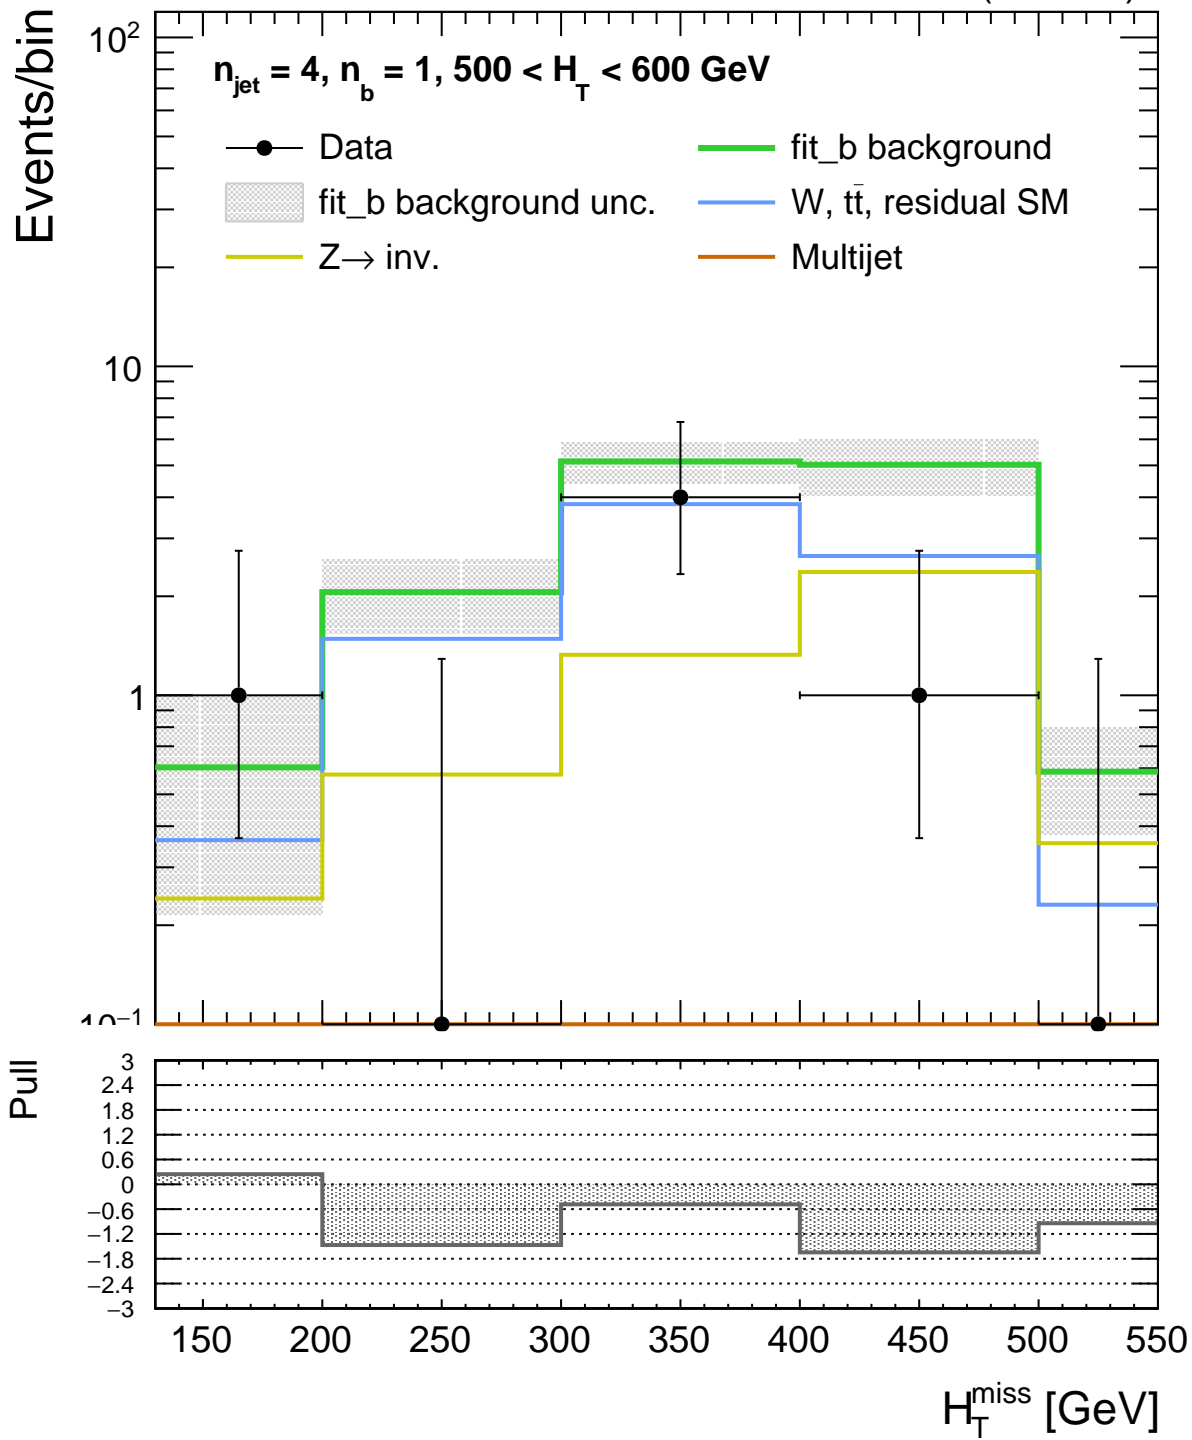 Events/bin
10²
n_jet = 4, n_b = 1, 500 < H_T < 600 GeV
Data
fit_b background
fit_b background unc.
W, tt̄, residual SM
Z→ inv.
Multijet
10
1
10⁻¹
Pull
3
2.4
1.8
1.2
0.6
0
−0.6
−1.2
−1.8
−2.4
−3
150 200 250 300 350 400 450 500 550
H_T^miss [GeV]